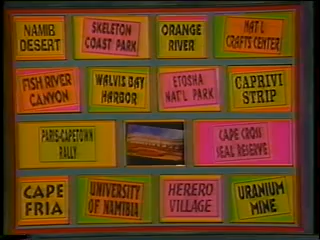 NAMIB
DESERT
SKELETON
COAST PARK
ORANGE
RIVER
NAT'L
CRAFTS CENTER
FISH RIVER
CANYON
WALVIS BAY
HARBOR
ETOSHA
NAT'L PARK
CAPRIVI
STRIP
PARIS-CAPETOWN
RALLY
CAPE CROSS
SEAL RESERVE
CAPE
FRIA
UNIVERSITY
OF NAMIBIA
HERERO
VILLAGE
URANIUM
MINE